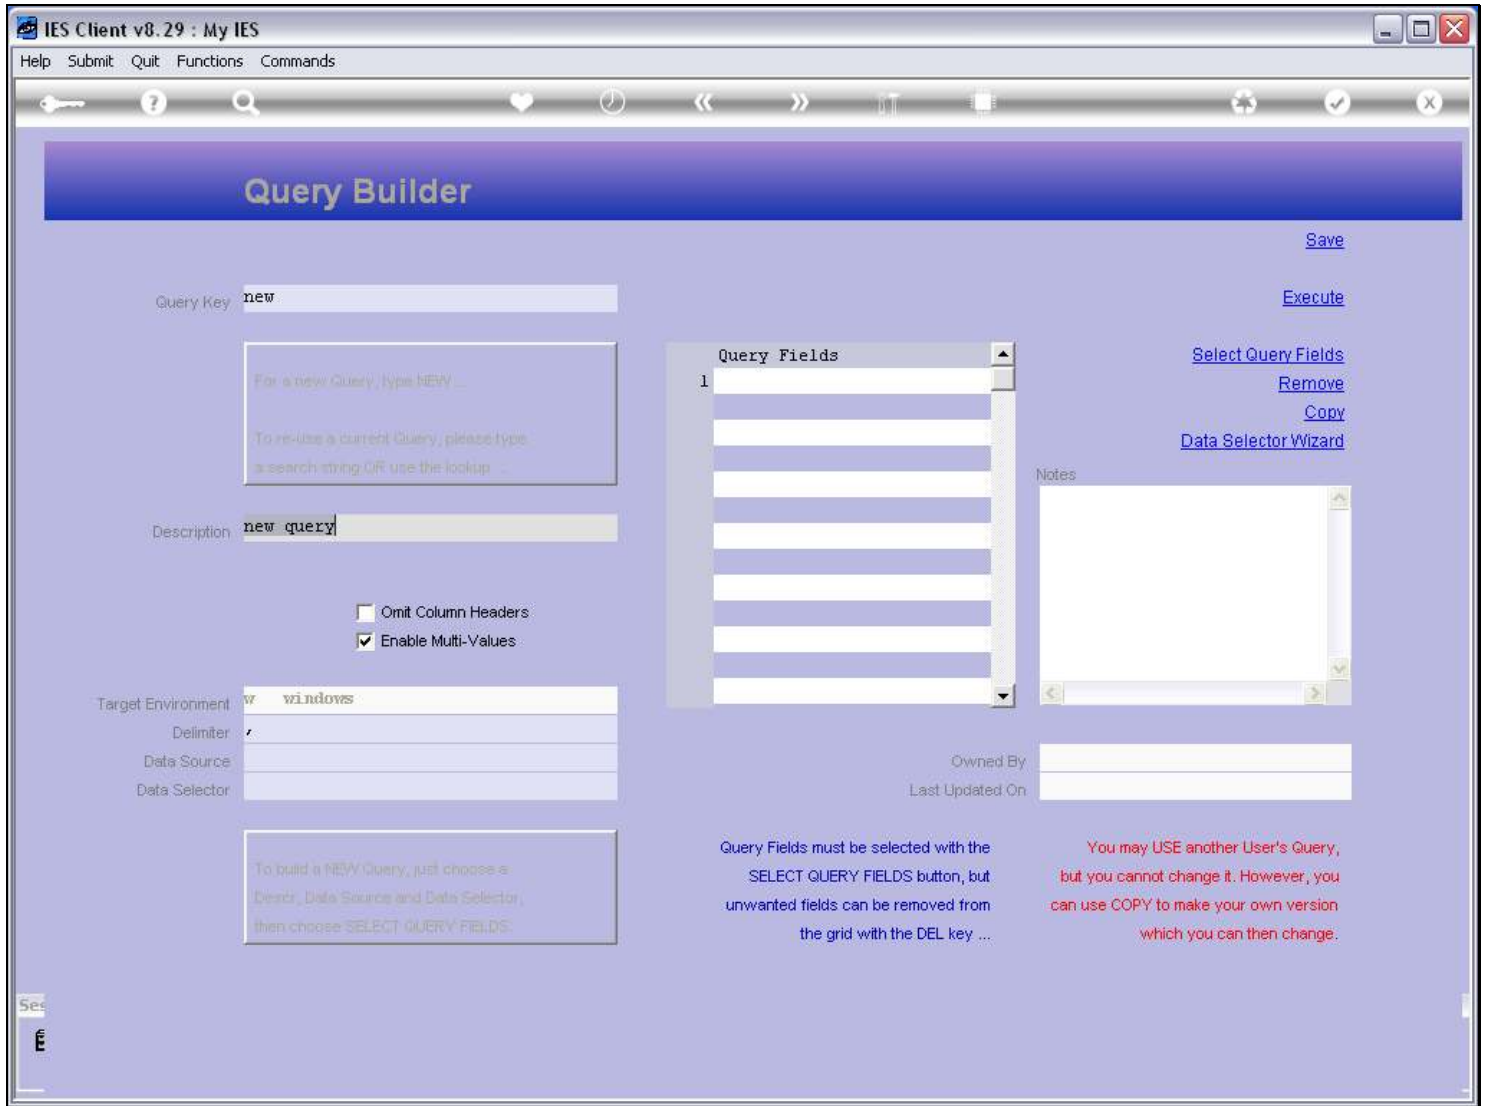 IES Client v8.29 : My IES
Help Submit Quit Functions Commands
Query Builder
Save
Query Key new
Execute
For a new Query, type NEW ...
To re-use a current Query, please type
a search string OR use the lookup ...
Query Fields
1
Select Query Fields
Remove
Copy
Data Selector Wizard
Notes
Description new query
Omit Column Headers
Enable Multi-Values
Target Environment w windows
Delimiter ,
Data Source
Data Selector
Owned By
Last Updated On
To build a NEW Query, just choose a
Descr, Data Source and Data Selector,
then choose SELECT QUERY FIELDS.
Query Fields must be selected with the
SELECT QUERY FIELDS button, but
unwanted fields can be removed from
the grid with the DEL key ...
You may USE another User's Query,
but you cannot change it. However, you
can use COPY to make your own version
which you can then change.
Ses